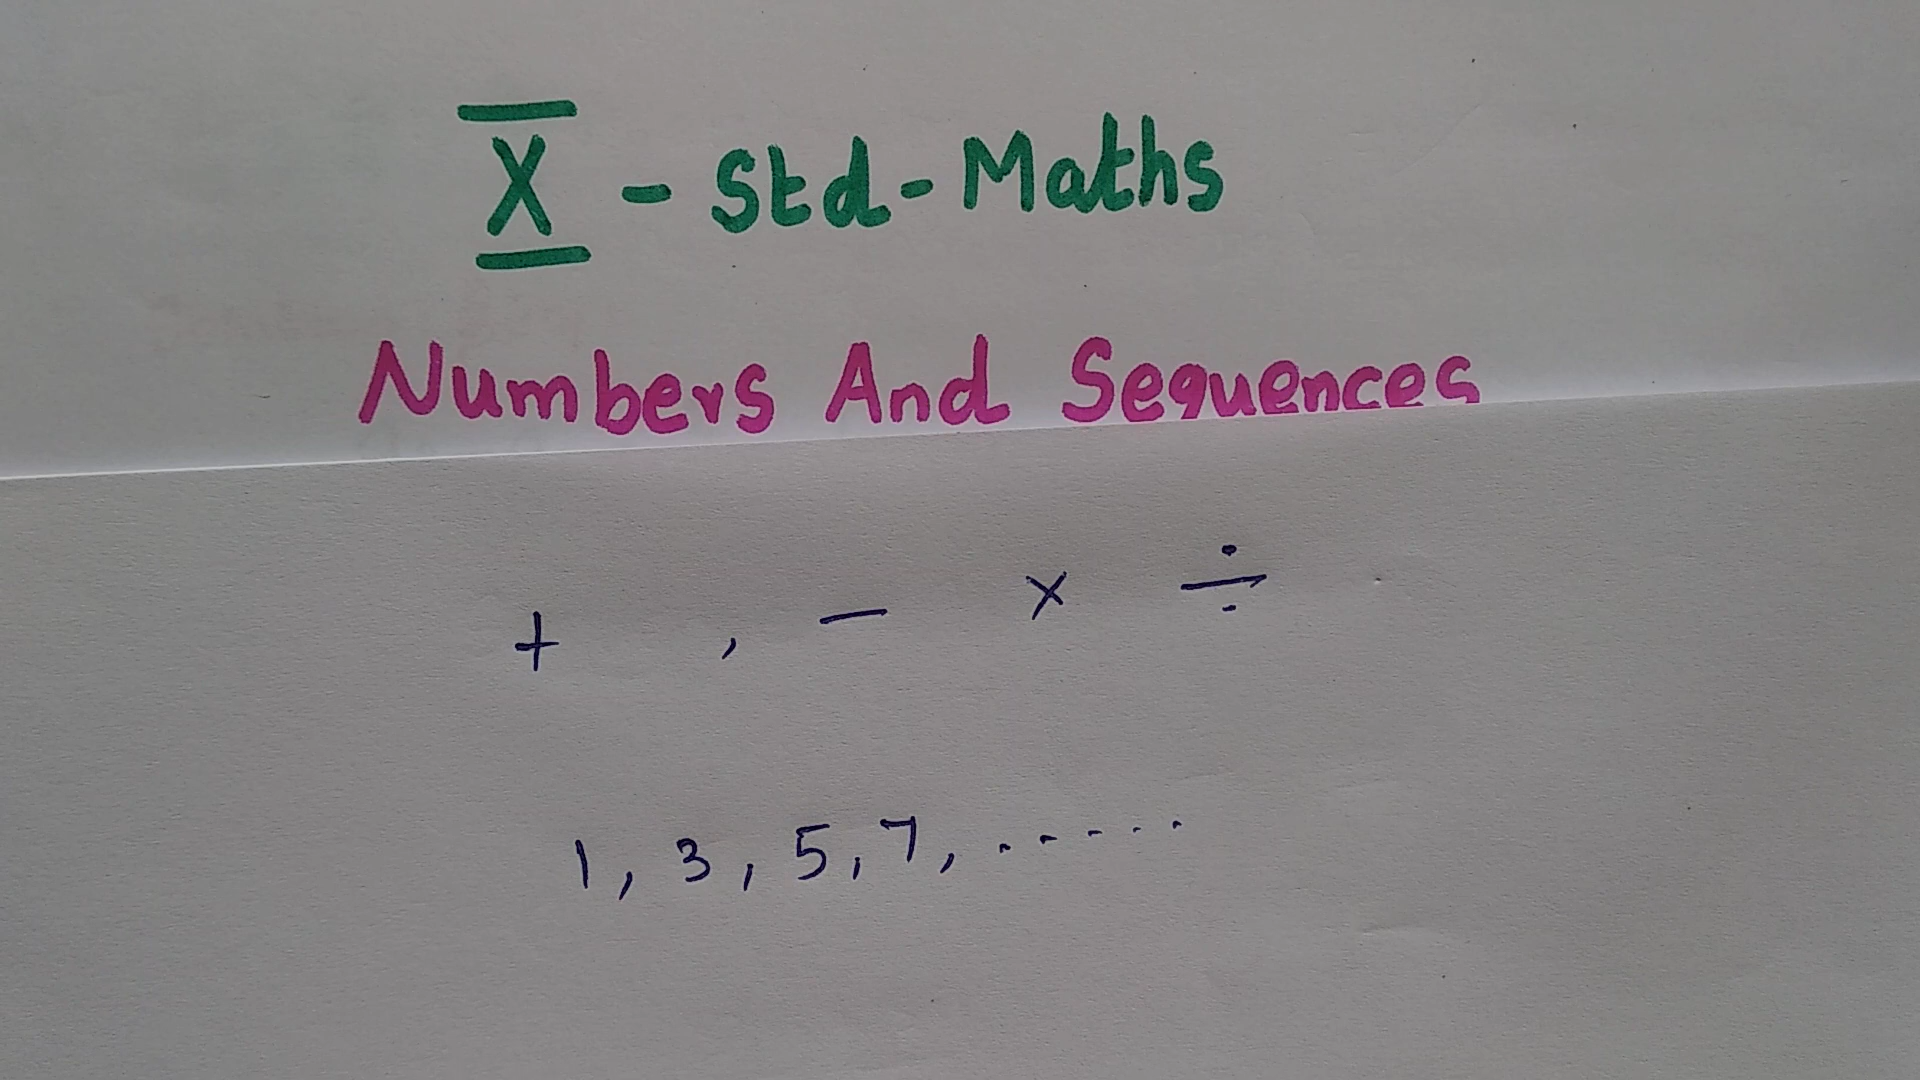 X - Std - Maths
Numbers And Sequences
+ , − × ÷
1, 3, 5, 7, ......